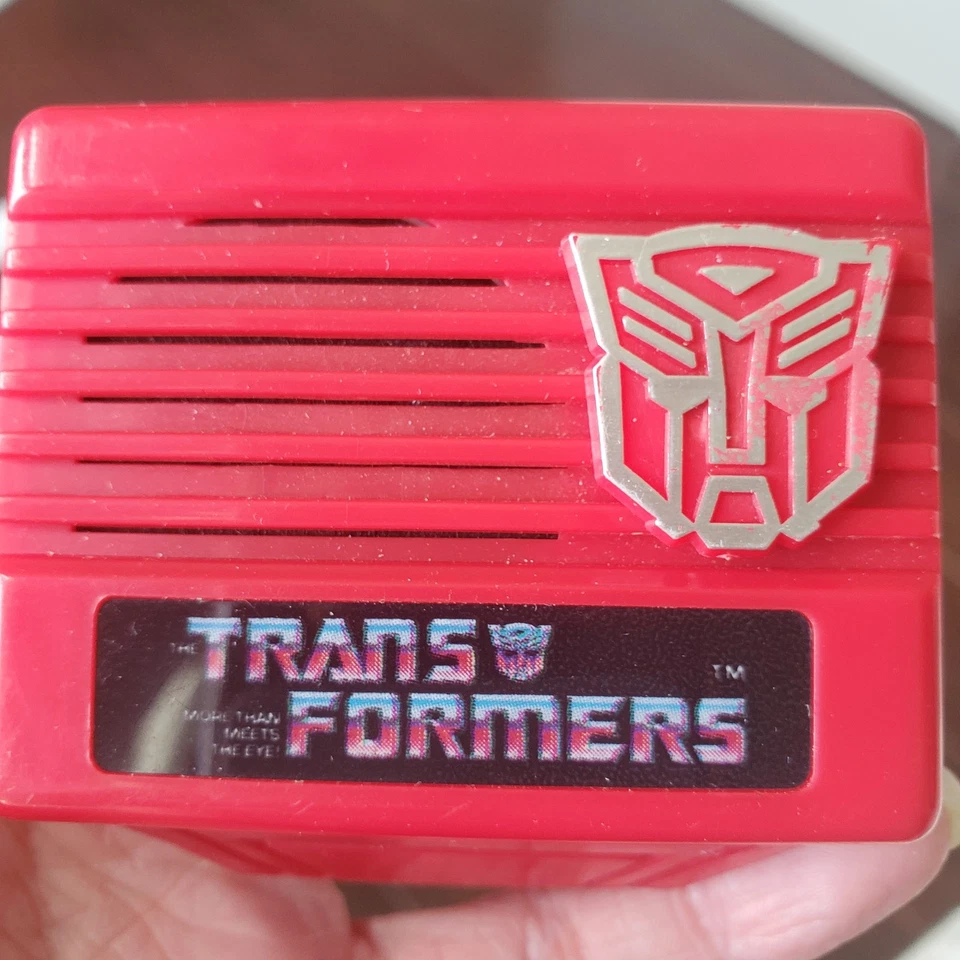 THE TRANS
TM
FORMERS
MORE THAN
MEETS
THE EYE!